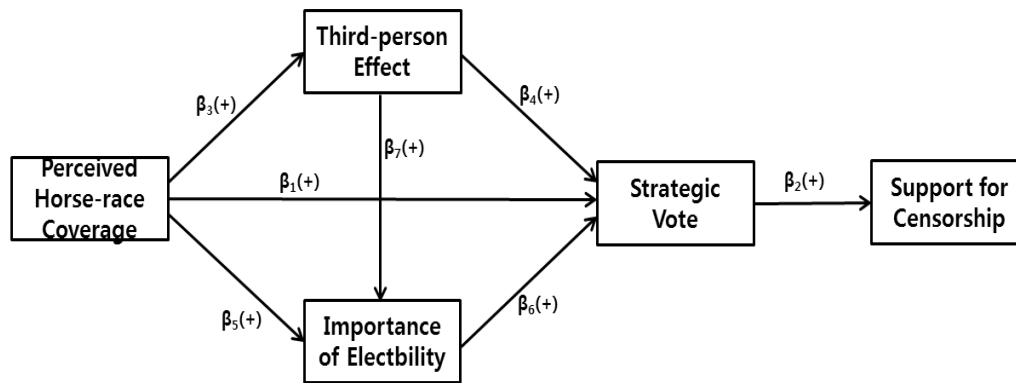 Third-person
Effect
β3(+)
β4(+)
β7(+)
Perceived
Horse-race
Coverage
β1(+)
Strategic
Vote
β2(+)
Support for
Censorship
β5(+)
β6(+)
Importance
of Electbility